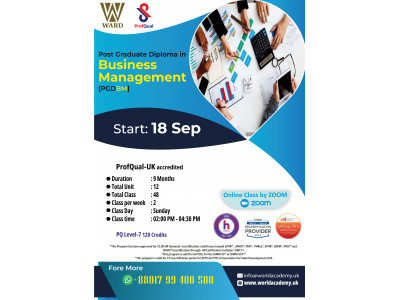 WARD
ProfQual
Post Graduate Diploma in
Business
Management
[PGDBM]
Start: 18 Sep
ProfQual-UK accredited
● Duration : 9 Months
● Total Unit : 12
● Total Class : 48
● Class per week : 2
● Class Day : Sunday
● Class time : 02:00 PM - 04:30 PM
PQ Level-7 120 Credits
Online Class by ZOOM
zoom
h
PROVIDER
Fore More
+88017 99 400 500
info@worldacademy.uk
worldacademy.uk